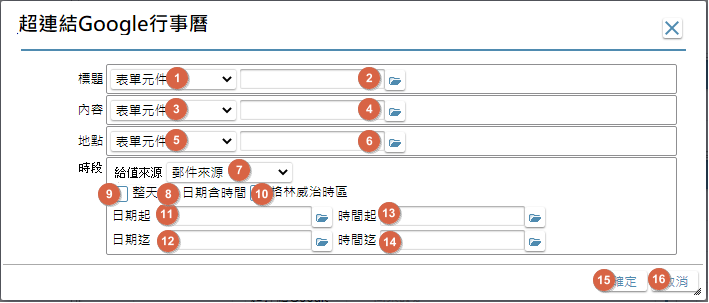 超連結Google行事曆
標題 表單元件 1 2
內容 表單元件 3 4
地點 表單元件 5 6
時段 給值來源 郵件來源 7
9 整天 8 日期含時間 10 格林威治時區
日期起 11 時間起 13
日期迄 12 時間迄 14
15 確定 16 取消